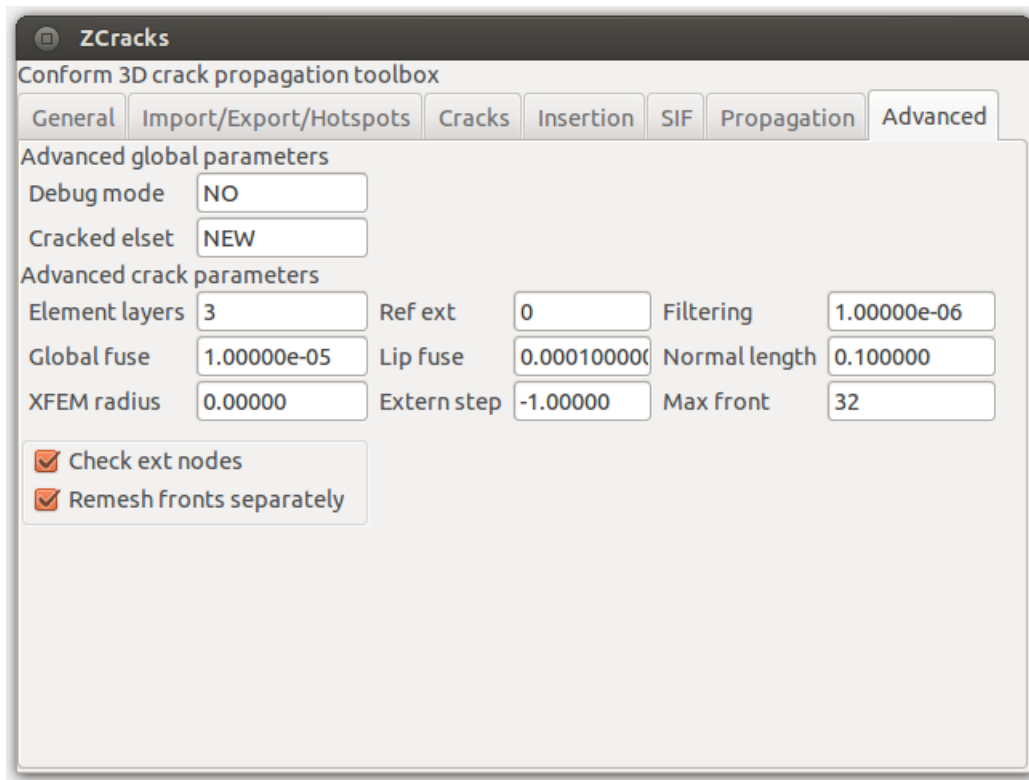 ZCracks
Conform 3D crack propagation toolbox
General Import/Export/Hotspots Cracks Insertion SIF Propagation Advanced
Advanced global parameters
Debug mode NO
Cracked elset NEW
Advanced crack parameters
Element layers 3 Ref ext 0 Filtering 1.00000e-06
Global fuse 1.00000e-05 Lip fuse 0.00010000( Normal length 0.100000
XFEM radius 0.00000 Extern step -1.00000 Max front 32
Check ext nodes
Remesh fronts separately